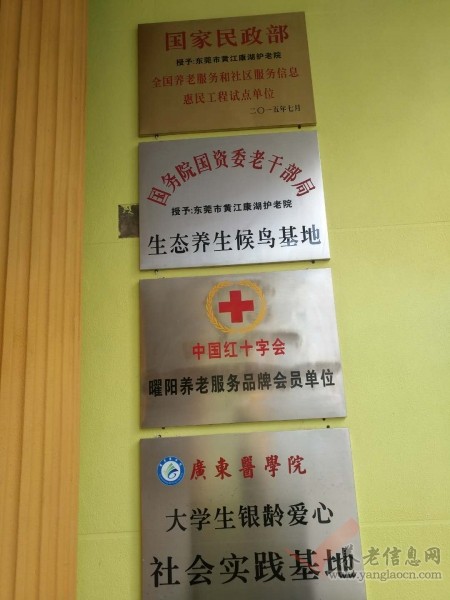 国家民政部
授予:东莞市黄江康湖护老院
全国养老服务和社区服务信息
惠民工程试点单位
二〇一五年七月
国务院国资委老干部局
授予:东莞市黄江康湖护老院
生态养生候鸟基地
中国红十字会
曜阳养老服务品牌会员单位
廣東醫學院
大学生银龄爱心
社会实践基地
养老信息网
www.yanglaocn.com